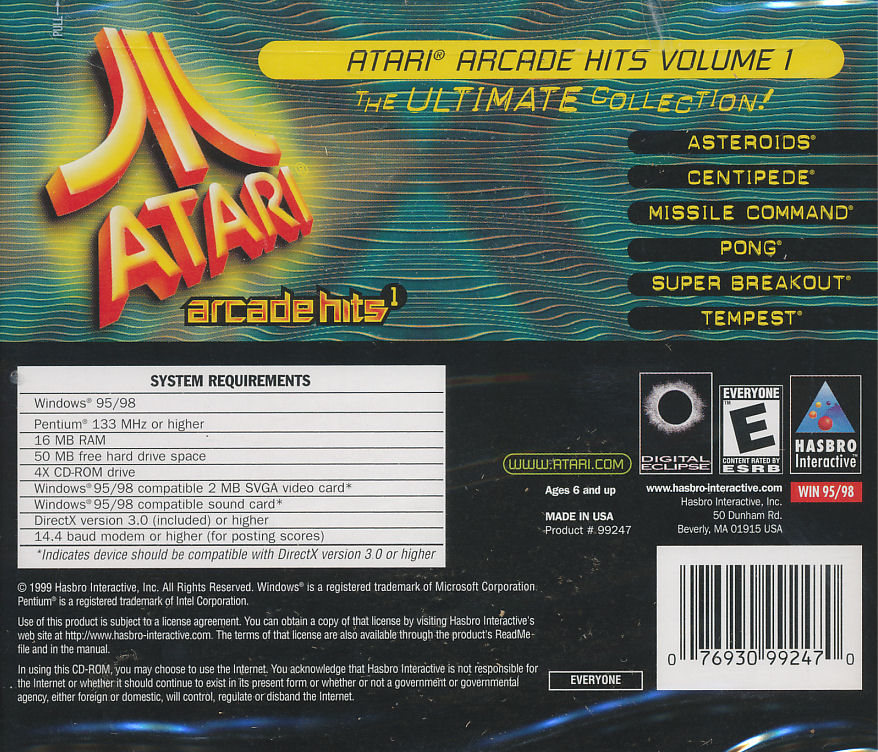 PULL→
ATARI® ARCADE HITS VOLUME 1
THE ULTIMATE COLLECTION!
ATARI®
arcade hits 1
ASTEROIDS®
CENTIPEDE®
MISSILE COMMAND®
PONG®
SUPER BREAKOUT®
TEMPEST®
SYSTEM REQUIREMENTS
Windows® 95/98
Pentium® 133 MHz or higher
16 MB RAM
50 MB free hard drive space
4X CD-ROM drive
Windows® 95/98 compatible 2 MB SVGA video card*
Windows® 95/98 compatible sound card*
DirectX version 3.0 (included) or higher
14.4 baud modem or higher (for posting scores)
*Indicates device should be compatible with DirectX version 3.0 or higher
WWW.ATARI.COM
Ages 6 and up
MADE IN USA
Product # 99247
DIGITAL
ECLIPSE
EVERYONE
E
™
CONTENT RATED BY
ESRB
HASBRO
Interactive™
www.hasbro-interactive.com
Hasbro Interactive, Inc.
50 Dunham Rd.
Beverly, MA 01915 USA
WIN 95/98
© 1999 Hasbro Interactive, Inc. All Rights Reserved. Windows® is a registered trademark of Microsoft Corporation.
Pentium® is a registered trademark of Intel Corporation.
Use of this product is subject to a license agreement. You can obtain a copy of that license by visiting Hasbro Interactive's
web site at http://www.hasbro-interactive.com. The terms of that license are also available through the product's ReadMe-
file and in the manual.
In using this CD-ROM, you may choose to use the Internet. You acknowledge that Hasbro Interactive is not responsible for
the Internet or whether it should continue to exist in its present form or whether or not a government or governmental
agency, either foreign or domestic, will control, regulate or disband the Internet.
EVERYONE
0 76930 99247 0